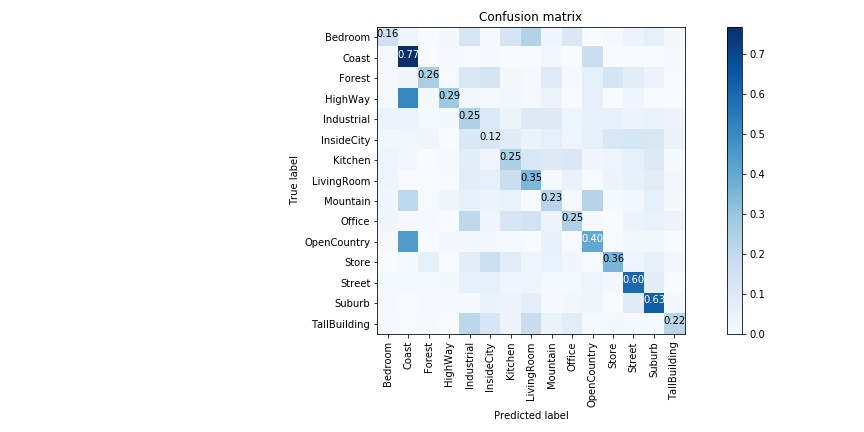 Confusion matrix
True label
Bedroom 0.16
Coast 0.77
Forest 0.26
HighWay 0.29
Industrial 0.25
InsideCity 0.12
Kitchen 0.25
LivingRoom 0.35
Mountain 0.23
Office 0.25
OpenCountry 0.40
Store 0.36
Street 0.60
Suburb 0.63
TallBuilding 0.22
Bedroom
Coast
Forest
HighWay
Industrial
InsideCity
Kitchen
LivingRoom
Mountain
Office
OpenCountry
Store
Street
Suburb
TallBuilding
Predicted label
0.7
0.6
0.5
0.4
0.3
0.2
0.1
0.0